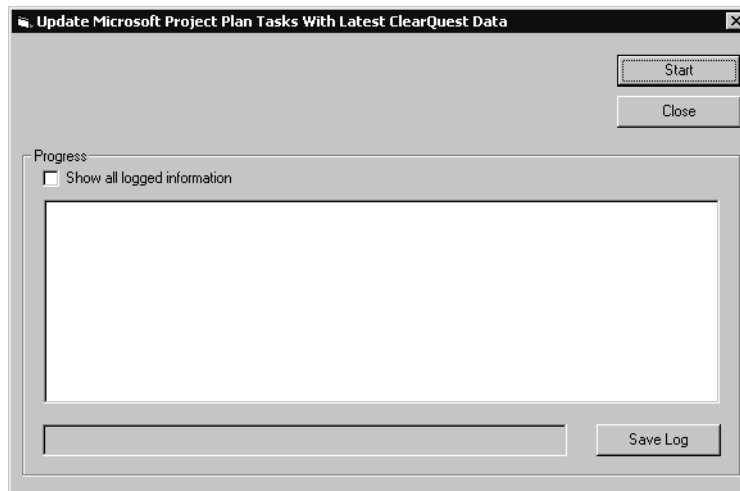 Update Microsoft Project Plan Tasks With Latest ClearQuest Data
Start
Close
Progress
Show all logged information
Save Log